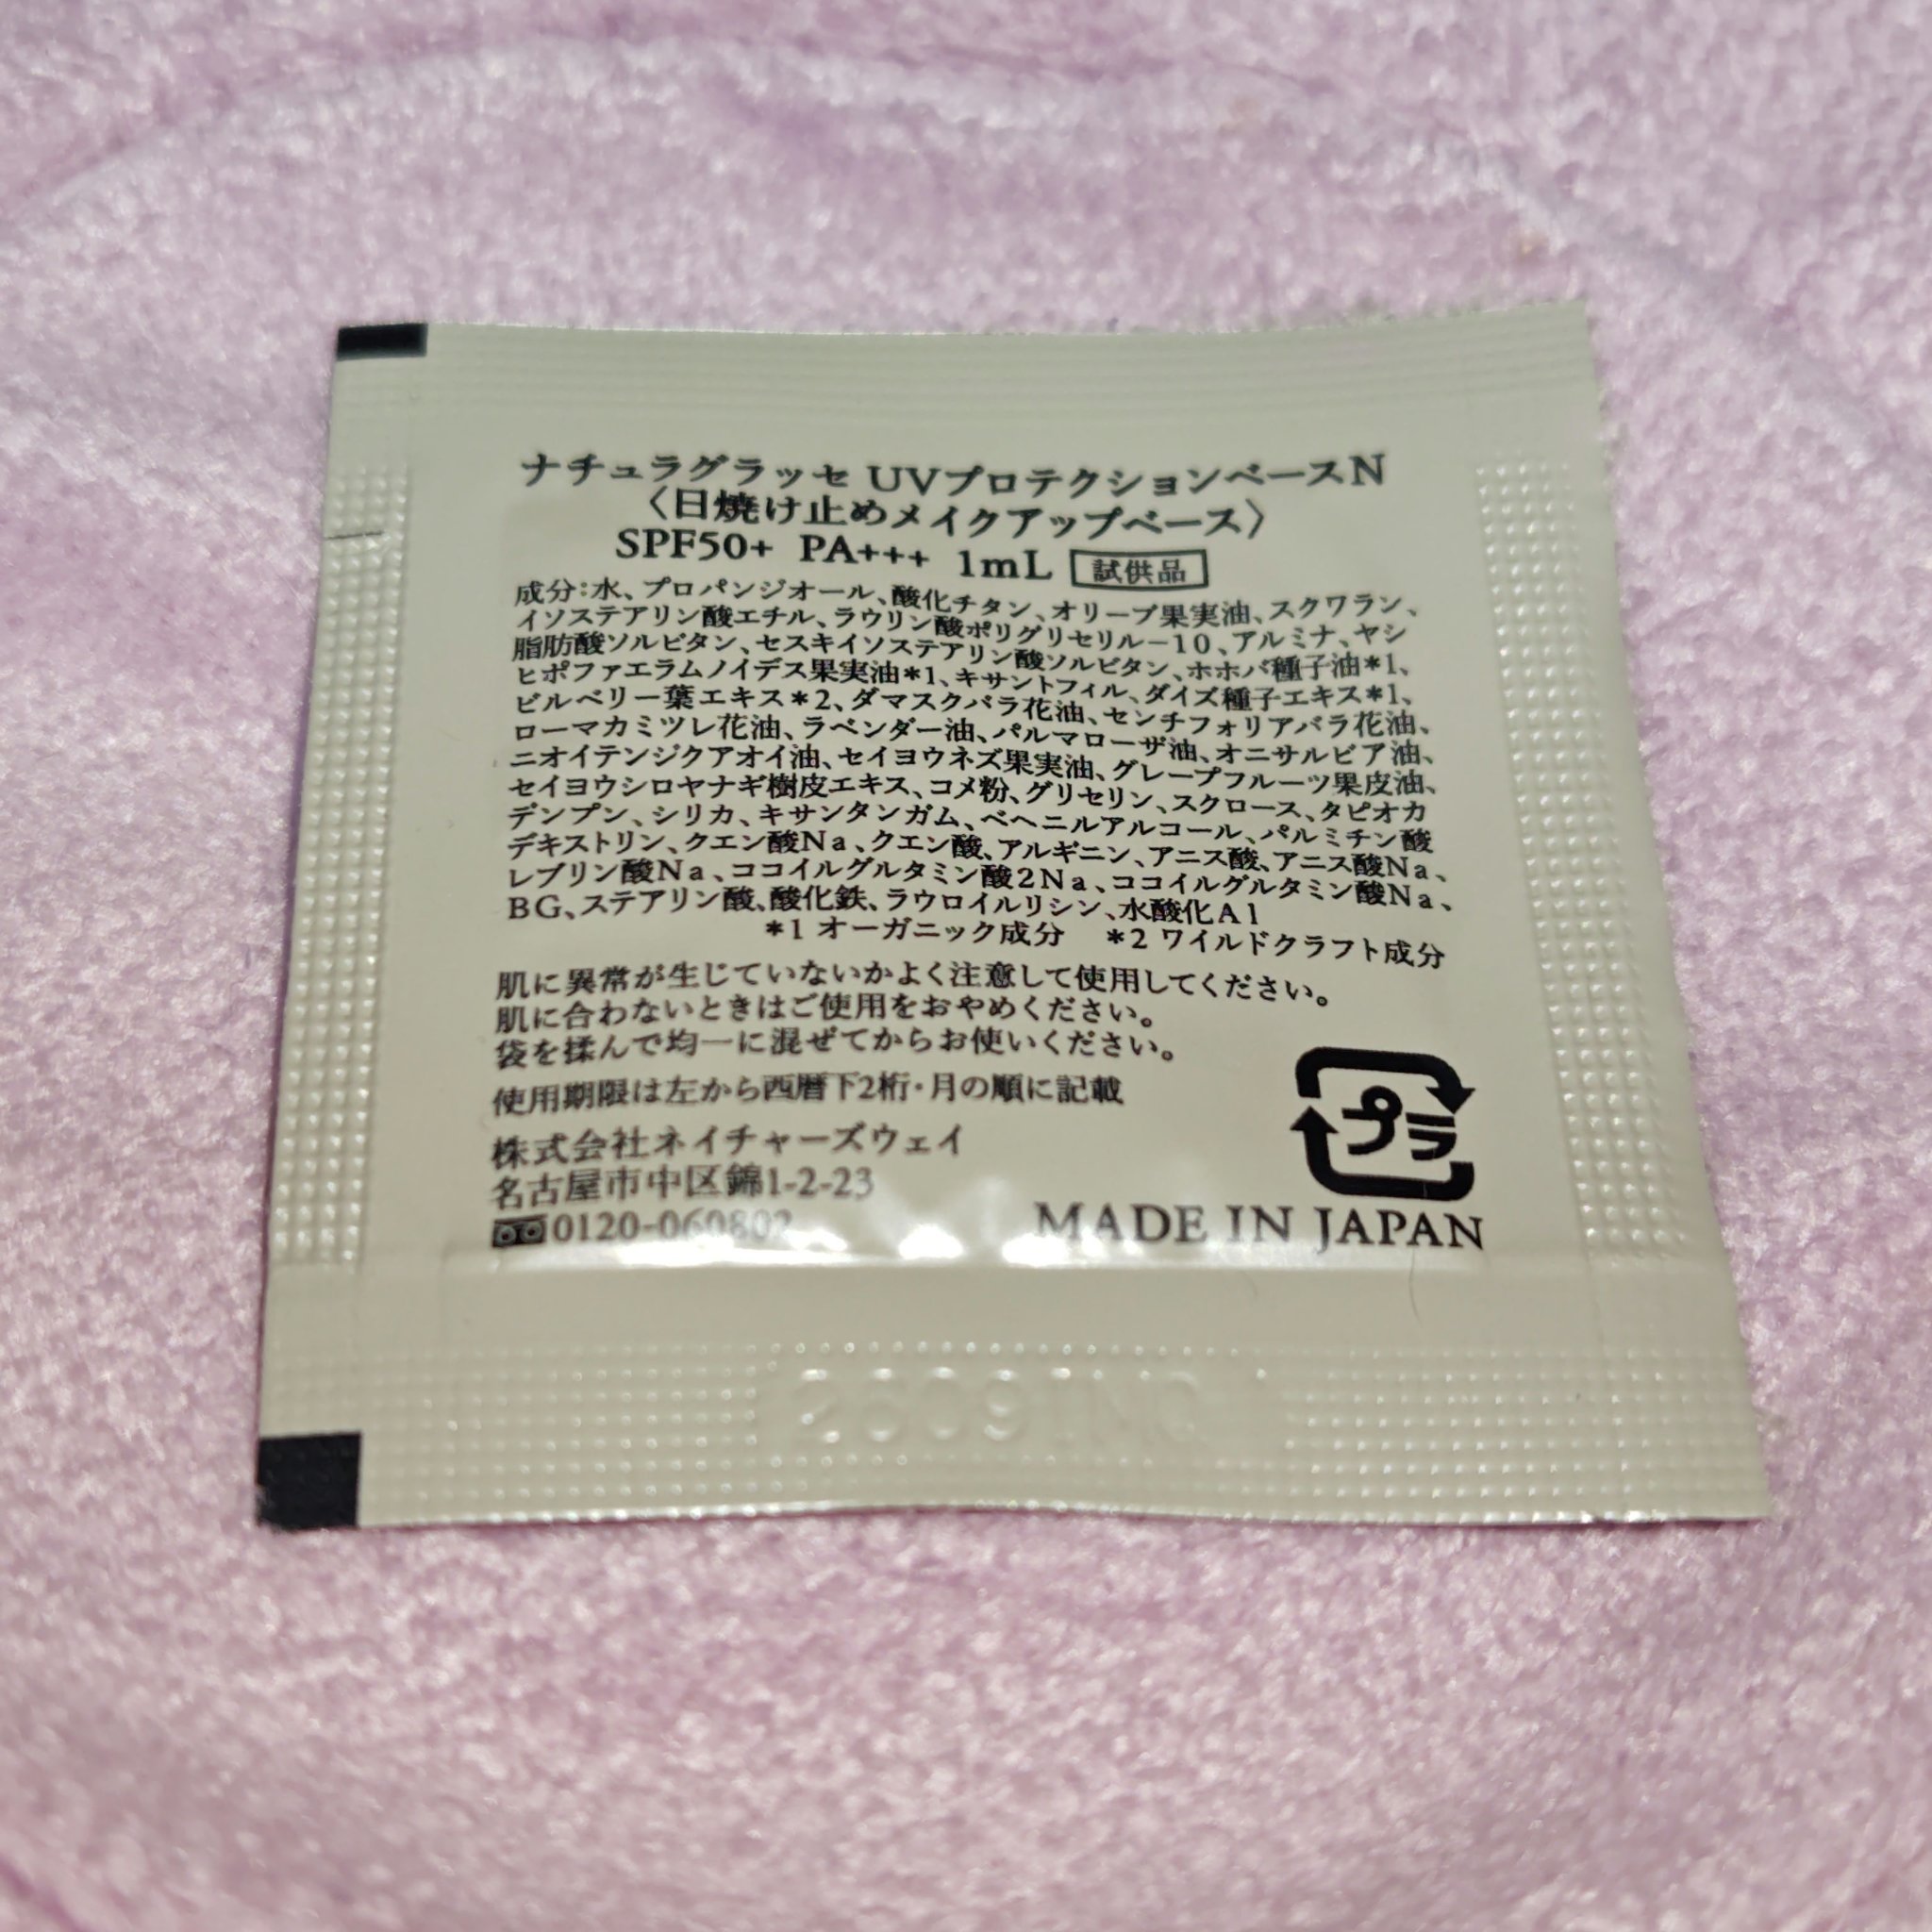 ナチュラグラッセ UVプロテクションベースN
〈日焼け止めメイクアップベース〉
SPF50+ PA+++ 1mL 試供品
成分:水、プロパンジオール、酸化チタン、オリーブ果実油、スクワラン、
イソステアリン酸エチル、ラウリン酸ポリグリセリル-10、アルミナ、ヤシ
脂肪酸ソルビタン、セスキイソステアリン酸ソルビタン、ホホバ種子油*1、
ヒポファエラムノイデス果実油*1、キサントフィル、ダイズ種子エキス*1、
ビルベリー葉エキス*2、ダマスクバラ花油、センチフォリアバラ花油、
ローマカミツレ花油、ラベンダー油、パルマローザ油、オニサルビア油、
ニオイテンジクアオイ油、セイヨウネズ果実油、グレープフルーツ果皮油、
セイヨウシロヤナギ樹皮エキス、コメ粉、グリセリン、スクロース、タピオカ
デンプン、シリカ、キサンタンガム、ベヘニルアルコール、パルミチン酸
デキストリン、クエン酸Na、クエン酸、アルギニン、アニス酸、アニス酸Na、
レブリン酸Na、ココイルグルタミン酸2Na、ココイルグルタミン酸Na、
BG、ステアリン酸、酸化鉄、ラウロイルリシン、水酸化Al
*1 オーガニック成分 *2 ワイルドクラフト成分
肌に異常が生じていないかよく注意して使用してください。
肌に合わないときはご使用をおやめください。
袋を揉んで均一に混ぜてからお使いください。
使用期限は左から西暦下2桁・月の順に記載
株式会社ネイチャーズウェイ
名古屋市中区錦1-2-23
0120-060802
プラ
MADE IN JAPAN
2609 INQ